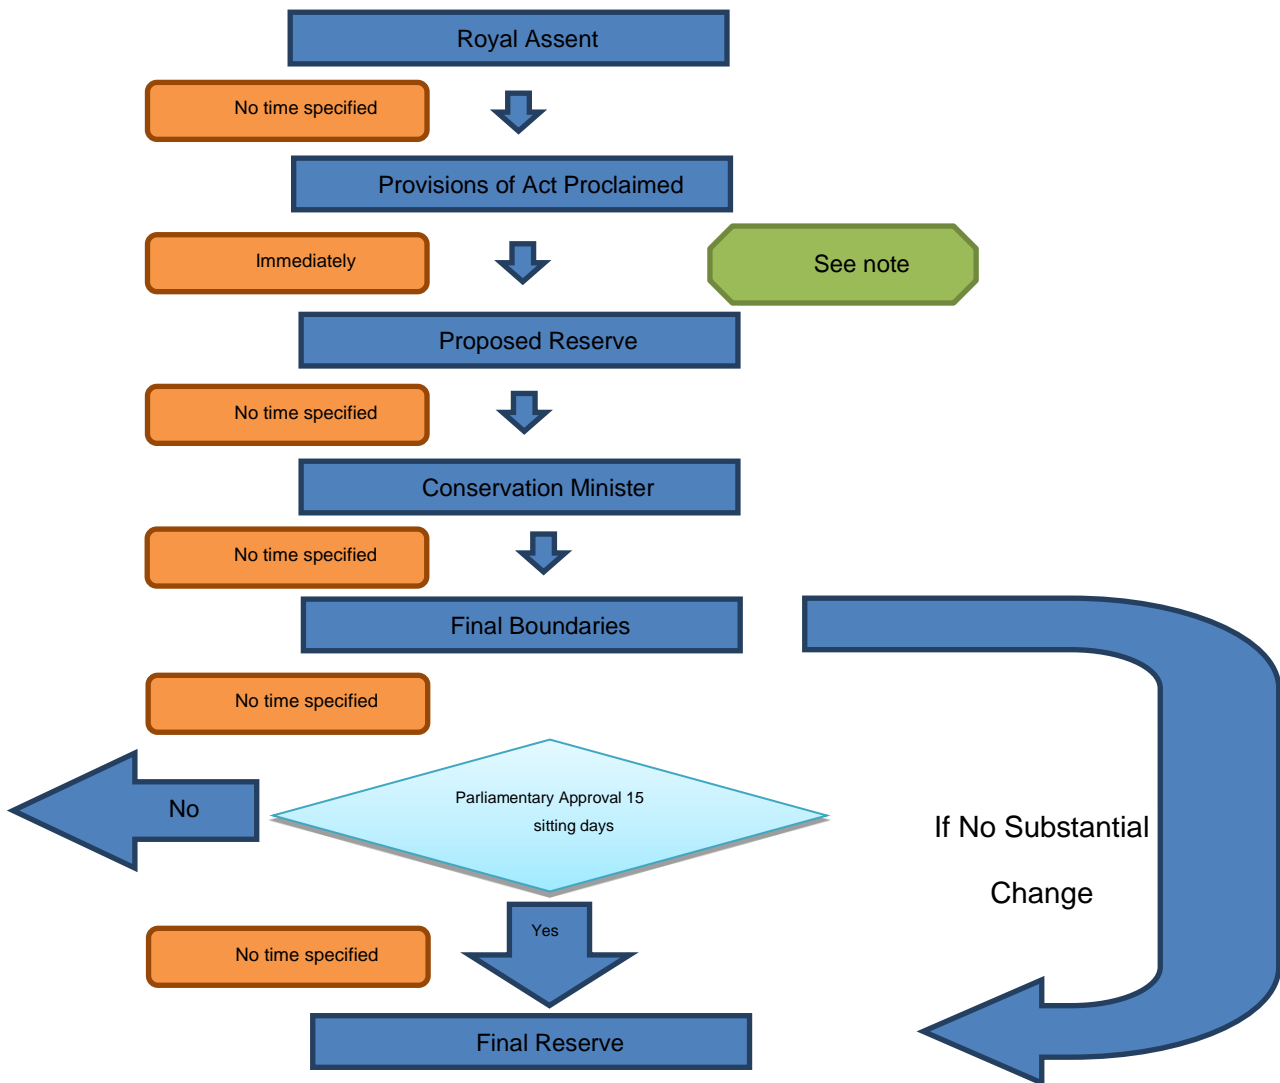 Royal Assent
No time specified
Provisions of Act Proclaimed
Immediately
See note
Proposed Reserve
No time specified
Conservation Minister
No time specified
Final Boundaries
No time specified
Parliamentary Approval 15
sitting days
No
If No Substantial
Change
Yes
No time specified
Final Reserve